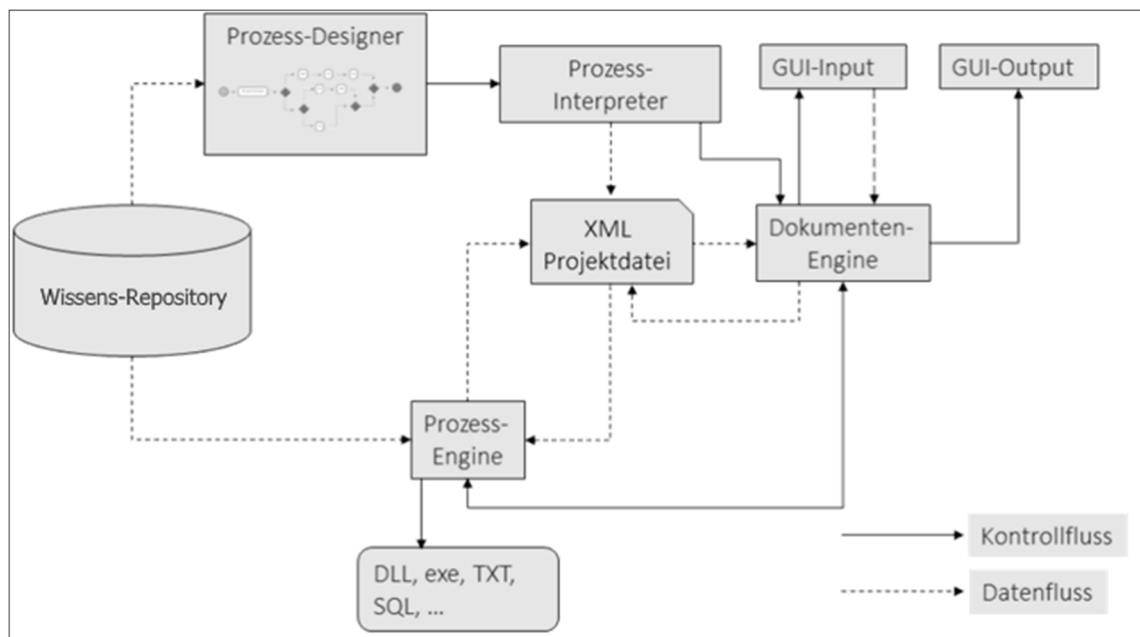 Prozess-Designer
Prozess-
Interpreter
GUI-Input
GUI-Output
XML
Projektdatei
Dokumenten-
Engine
Wissens-Repository
Prozess-
Engine
DLL, exe, TXT,
SQL, ...
Kontrollfluss
Datenfluss